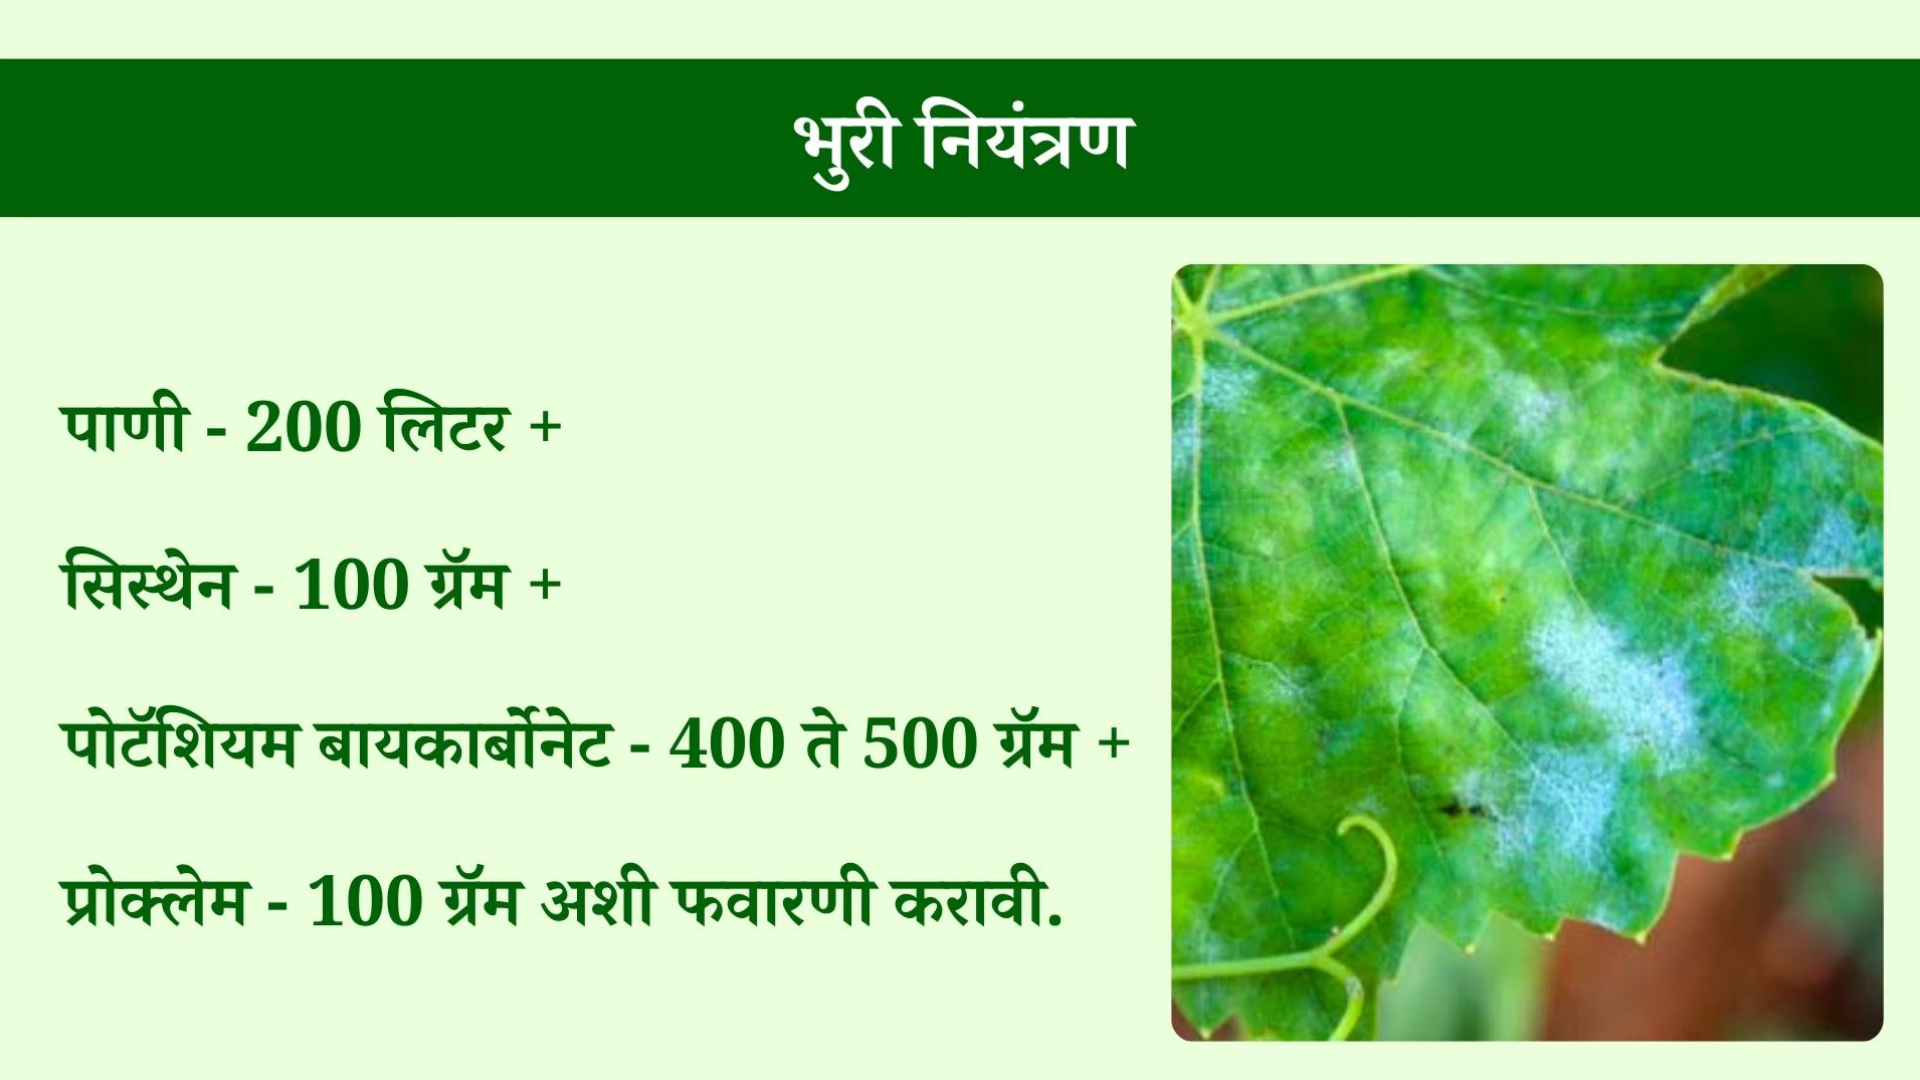 भुरी नियंत्रण
पाणी - 200 लिटर +
सिस्थेन - 100 ग्रॅम +
पोटॅशियम बायकार्बोनेट - 400 ते 500 ग्रॅम +
प्रोक्लेम - 100 ग्रॅम अशी फवारणी करावी.